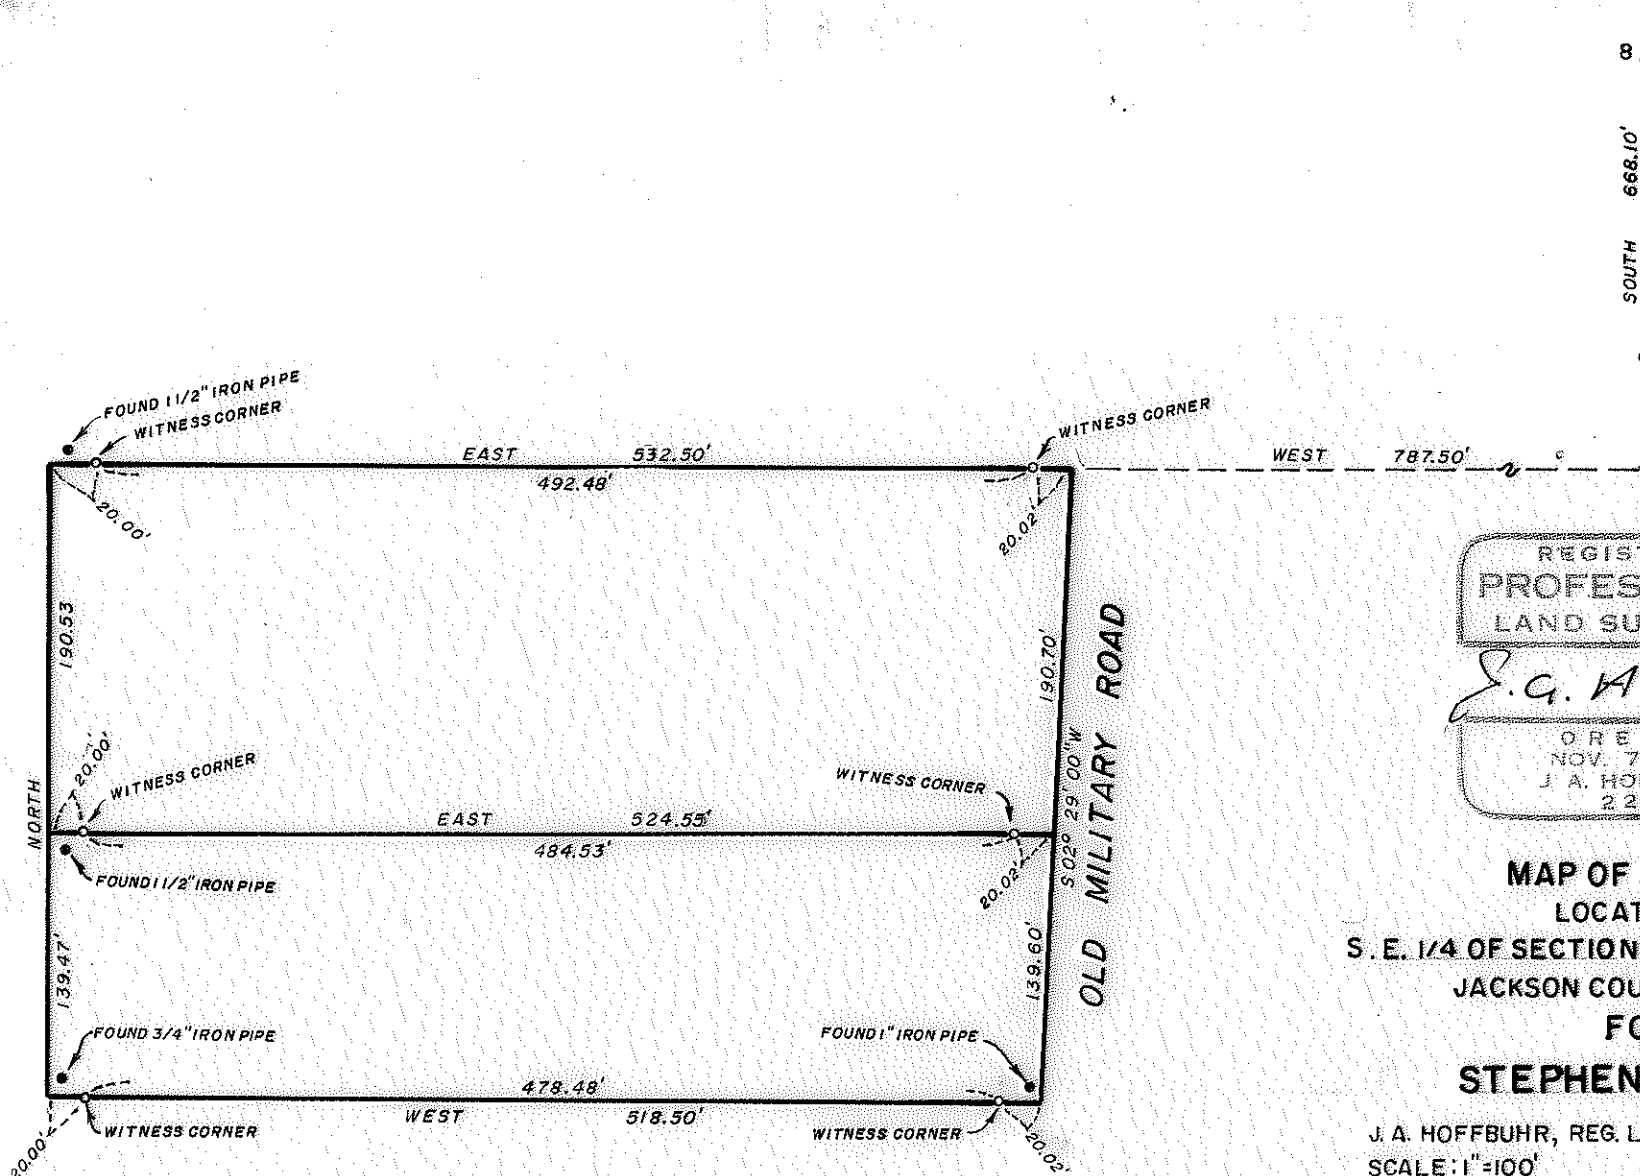 8
SOUTH 668.10'
FOUND 1 1/2" IRON PIPE
WITNESS CORNER
WITNESS CORNER
EAST 532.50'
492.48'
WEST 787.50'
20.00'
20.02'
190.53
190.70'
REGIST
PROFES
LAND SU
ORE
NOV. 7
J. A. HO
22
OLD MILITARY ROAD
S 02° 29' 00" W
20.00'
WITNESS CORNER
WITNESS CORNER
NORTH
EAST 524.55'
484.53'
20.02'
FOUND 1 1/2" IRON PIPE
139.47'
139.60'
MAP OF
LOCAT
S. E. 1/4 OF SECTION
JACKSON COU
FO
STEPHEN
FOUND 3/4" IRON PIPE
FOUND 1" IRON PIPE
478.48'
WEST 518.50'
WITNESS CORNER
WITNESS CORNER
20.00'
20.02'
J. A. HOFFBUHR, REG. L
SCALE: 1"=100'